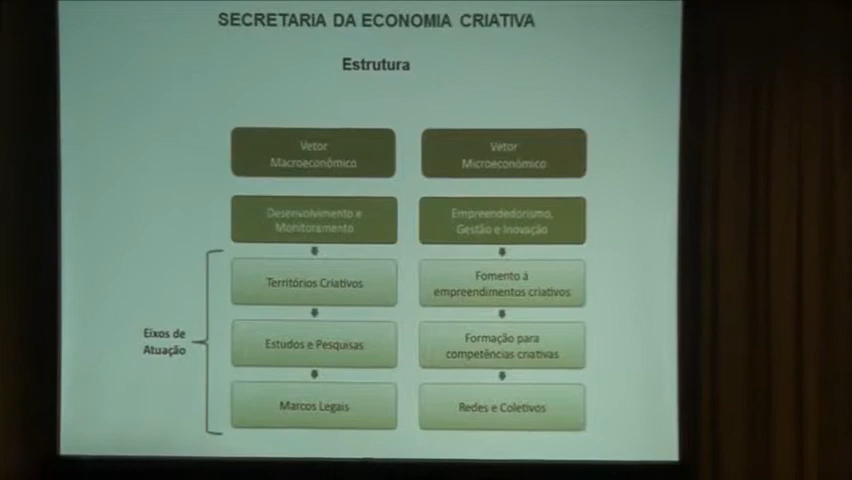 SECRETARIA DA ECONOMIA CRIATIVA
Estrutura
Vetor
Macroeconômico
Vetor
Microeconômico
Desenvolvimento e
Monitoramento
Empreendedorismo,
Gestão e Inovação
Eixos de
Atuação
Territórios Criativos
Fomento á
empreendimentos criativos
Estudos e Pesquisas
Formação para
competências criativas
Marcos Legais
Redes e Coletivos